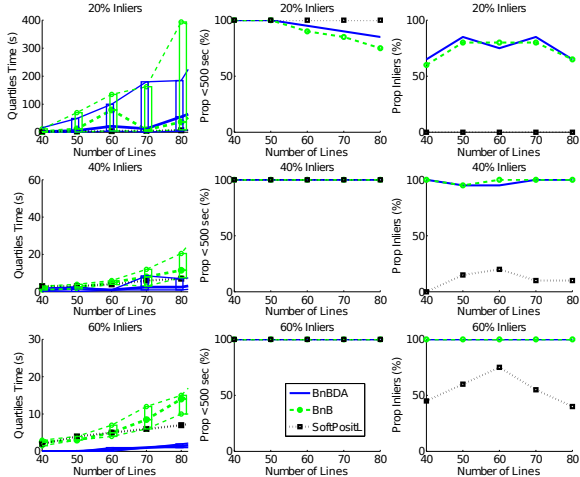 20% Inliers
20% Inliers
20% Inliers
Quartiles Time (s)
400
300
200
100
0
40 50 60 70 80
Number of Lines
Prop <500 sec (%)
100
50
0
40 50 60 70 80
Number of Lines
Prop Inliers (%)
100
50
0
40 50 60 70 80
Number of Lines
40% Inliers
40% Inliers
40% Inliers
Quartiles Time (s)
60
40
20
0
40 50 60 70 80
Number of Lines
Prop <500 sec (%)
100
50
0
40 50 60 70 80
Number of Lines
Prop Inliers (%)
100
50
0
40 50 60 70 80
Number of Lines
60% Inliers
60% Inliers
60% Inliers
Quartiles Time (s)
30
20
10
0
40 50 60 70 80
Number of Lines
Prop <500 sec (%)
100
50
0
40 50 60 70 80
Number of Lines
BnBDA
BnB
SoftPositL
Prop Inliers (%)
100
50
0
40 50 60 70 80
Number of Lines